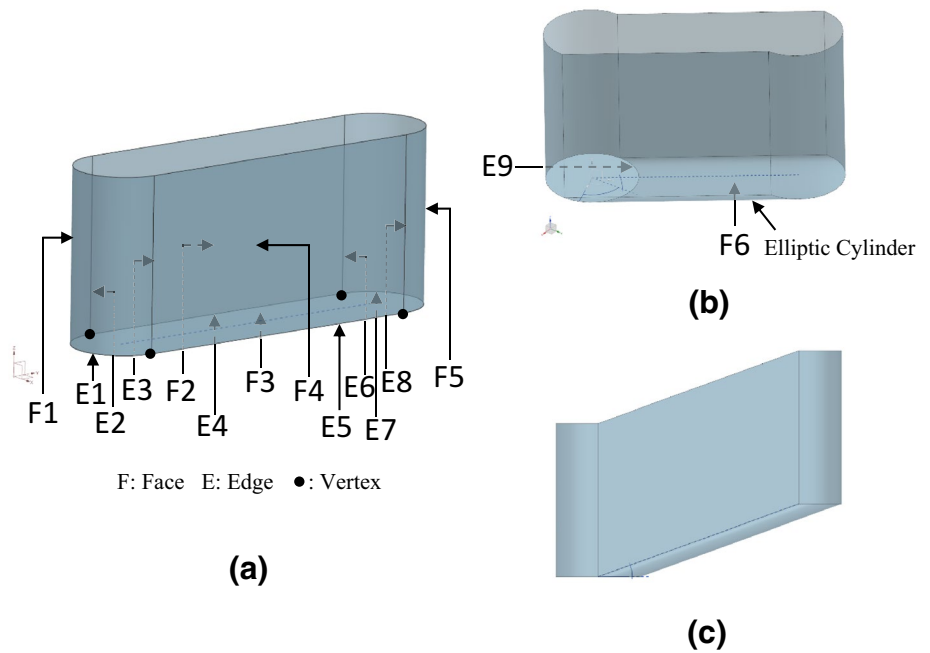 F1
E1
E2
E3
F2
E4
F3
F4
E5
E6
E7
E8
F5
F: Face E: Edge ●: Vertex
(a)
E9
F6 Elliptic Cylinder
(b)
(c)